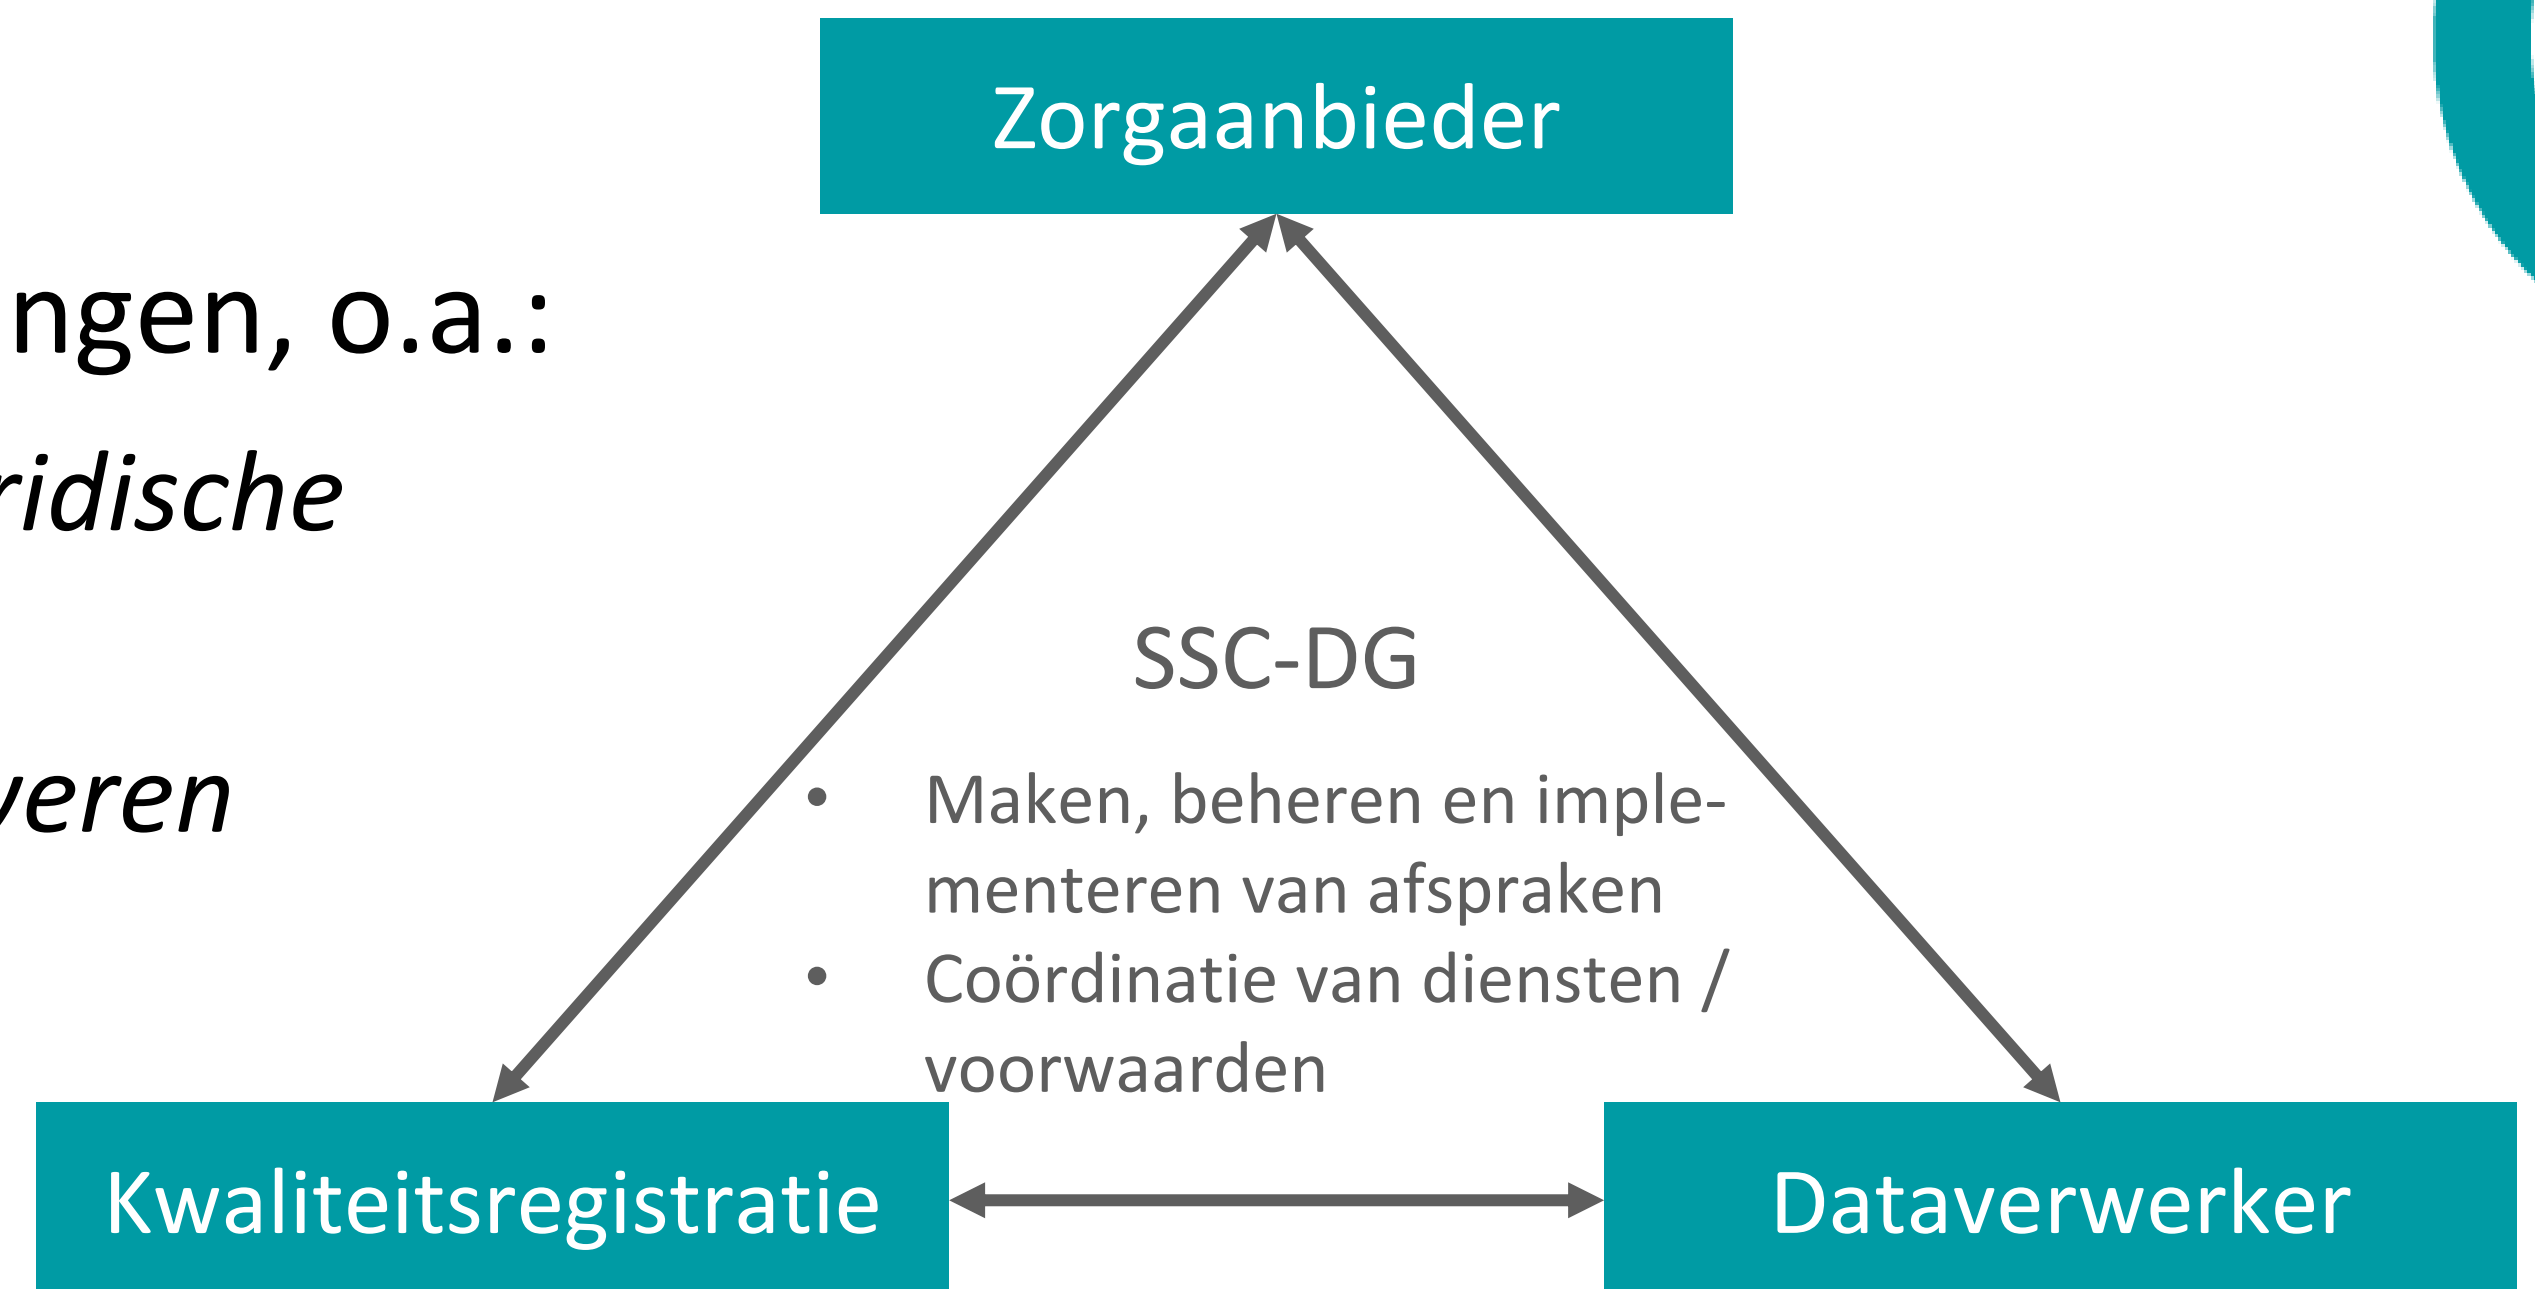 Zorgaanbieder
ngen, o.a.:
ridische
veren
SSC-DG
• Maken, beheren en imple-
menteren van afspraken
• Coördinatie van diensten /
voorwaarden
Kwaliteitsregistratie
Dataverwerker